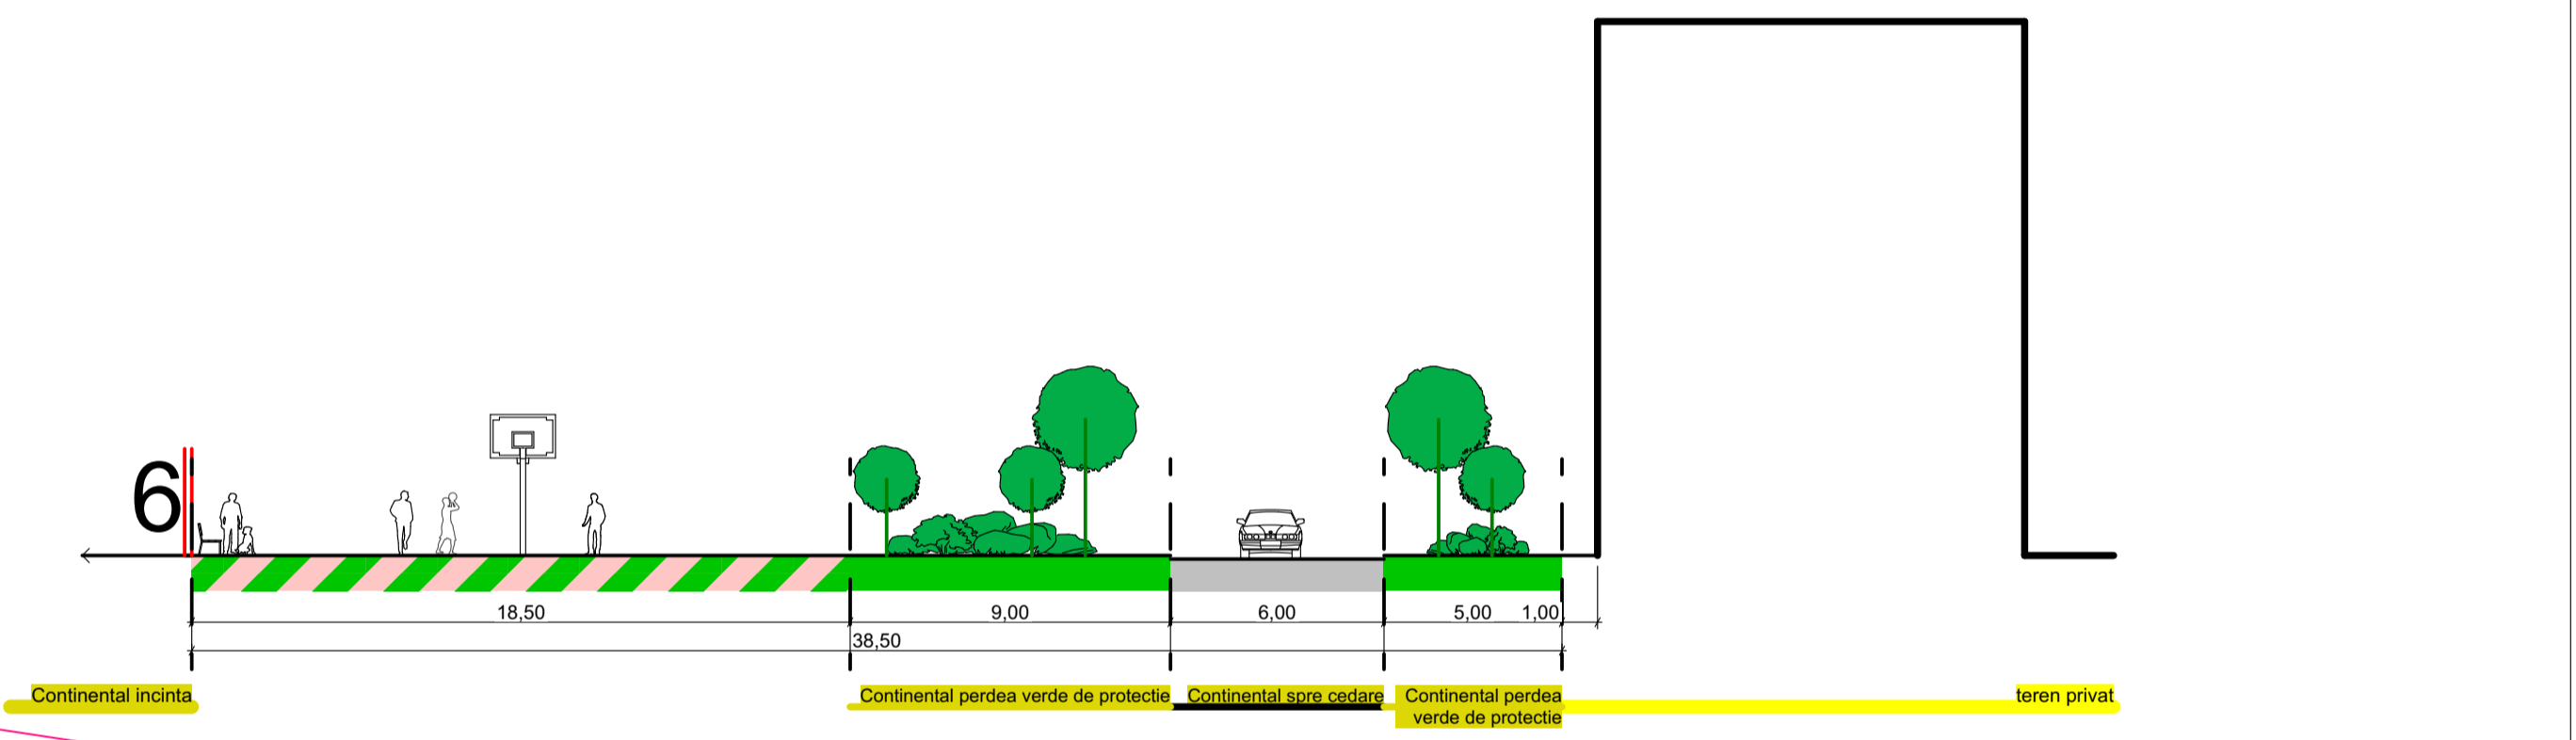 6
18,50
9,00
6,00
5,00
1,00
38,50
Continental incinta
Continental perdea verde de protectie
Continental spre cedare
Continental perdea
verde de protectie
teren privat